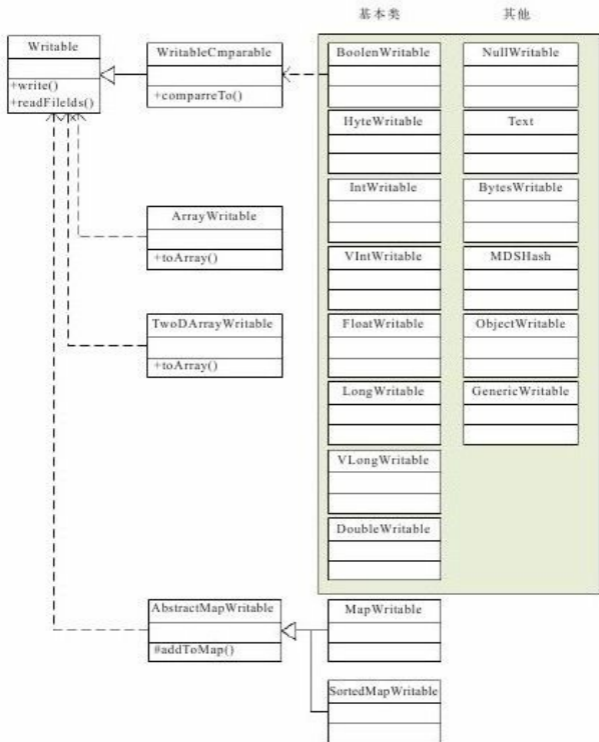 基本类 其他
Writable WritableCmparable BoolenWritable NullWritable
+write()
+readFilelds() +comparreTo()
HyteWritable Text
IntWritable BytesWritable
ArrayWritable
+toArray() VIntWritable MDSHash
TwoDArrayWritable FloatWritable ObjectWritable
+toArray()
LongWritable GenericWritable
VLongWritable
DoubleWritable
AbstractMapWritable MapWritable
#addToMap()
SortedMapWritable